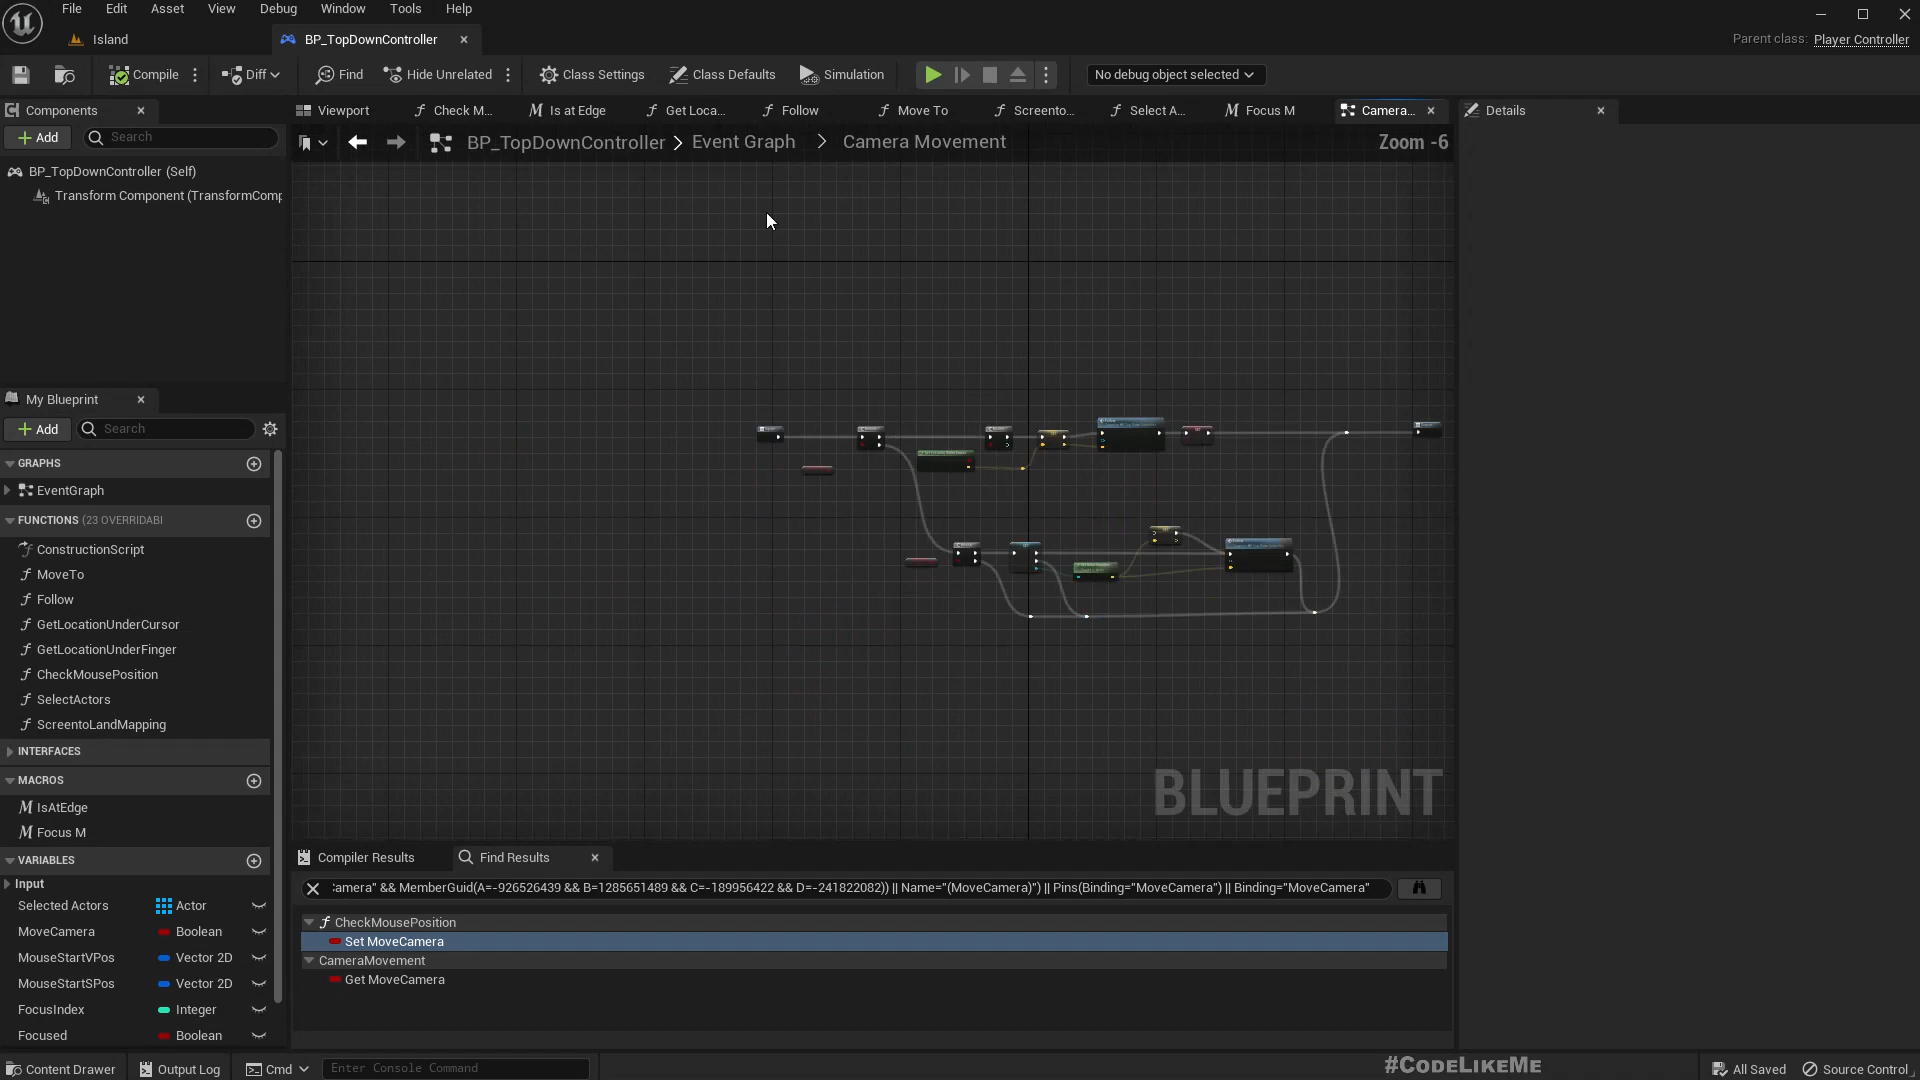 File Edit Asset View Debug Window Tools Help
Island
BP_TopDownController
Parent class: Player Controller
Compile
Diff
Find
Hide Unrelated
Class Settings
Class Defaults
Simulation
No debug object selected
Components
Viewport
Check M...
Is at Edge
Get Loca...
Follow
Move To
Screento...
Select A...
Focus M
Camera...
Details
Add
Search
BP_TopDownController > Event Graph > Camera Movement
Zoom -6
BP_TopDownController (Self)
Transform Component (TransformComp
My Blueprint
Add
Search
GRAPHS
EventGraph
FUNCTIONS (23 OVERRIDABI
ConstructionScript
MoveTo
Follow
GetLocationUnderCursor
GetLocationUnderFinger
CheckMousePosition
SelectActors
ScreentoLandMapping
INTERFACES
MACROS
IsAtEdge
Focus M
VARIABLES
Input
Selected Actors Actor
MoveCamera Boolean
MouseStartVPos Vector 2D
MouseStartSPos Vector 2D
FocusIndex Integer
Focused Boolean
BLUEPRINT
Compiler Results
Find Results
amera" && MemberGuid(A=-926526439 && B=1285651489 && C=-189956422 && D=-241822082)) || Name="(MoveCamera)") || Pins(Binding="MoveCamera") || Binding="MoveCamera"
CheckMousePosition
Set MoveCamera
CameraMovement
Get MoveCamera
Content Drawer
Output Log
Cmd
Enter Console Command
#CodeLikeMe
All Saved
Source Control